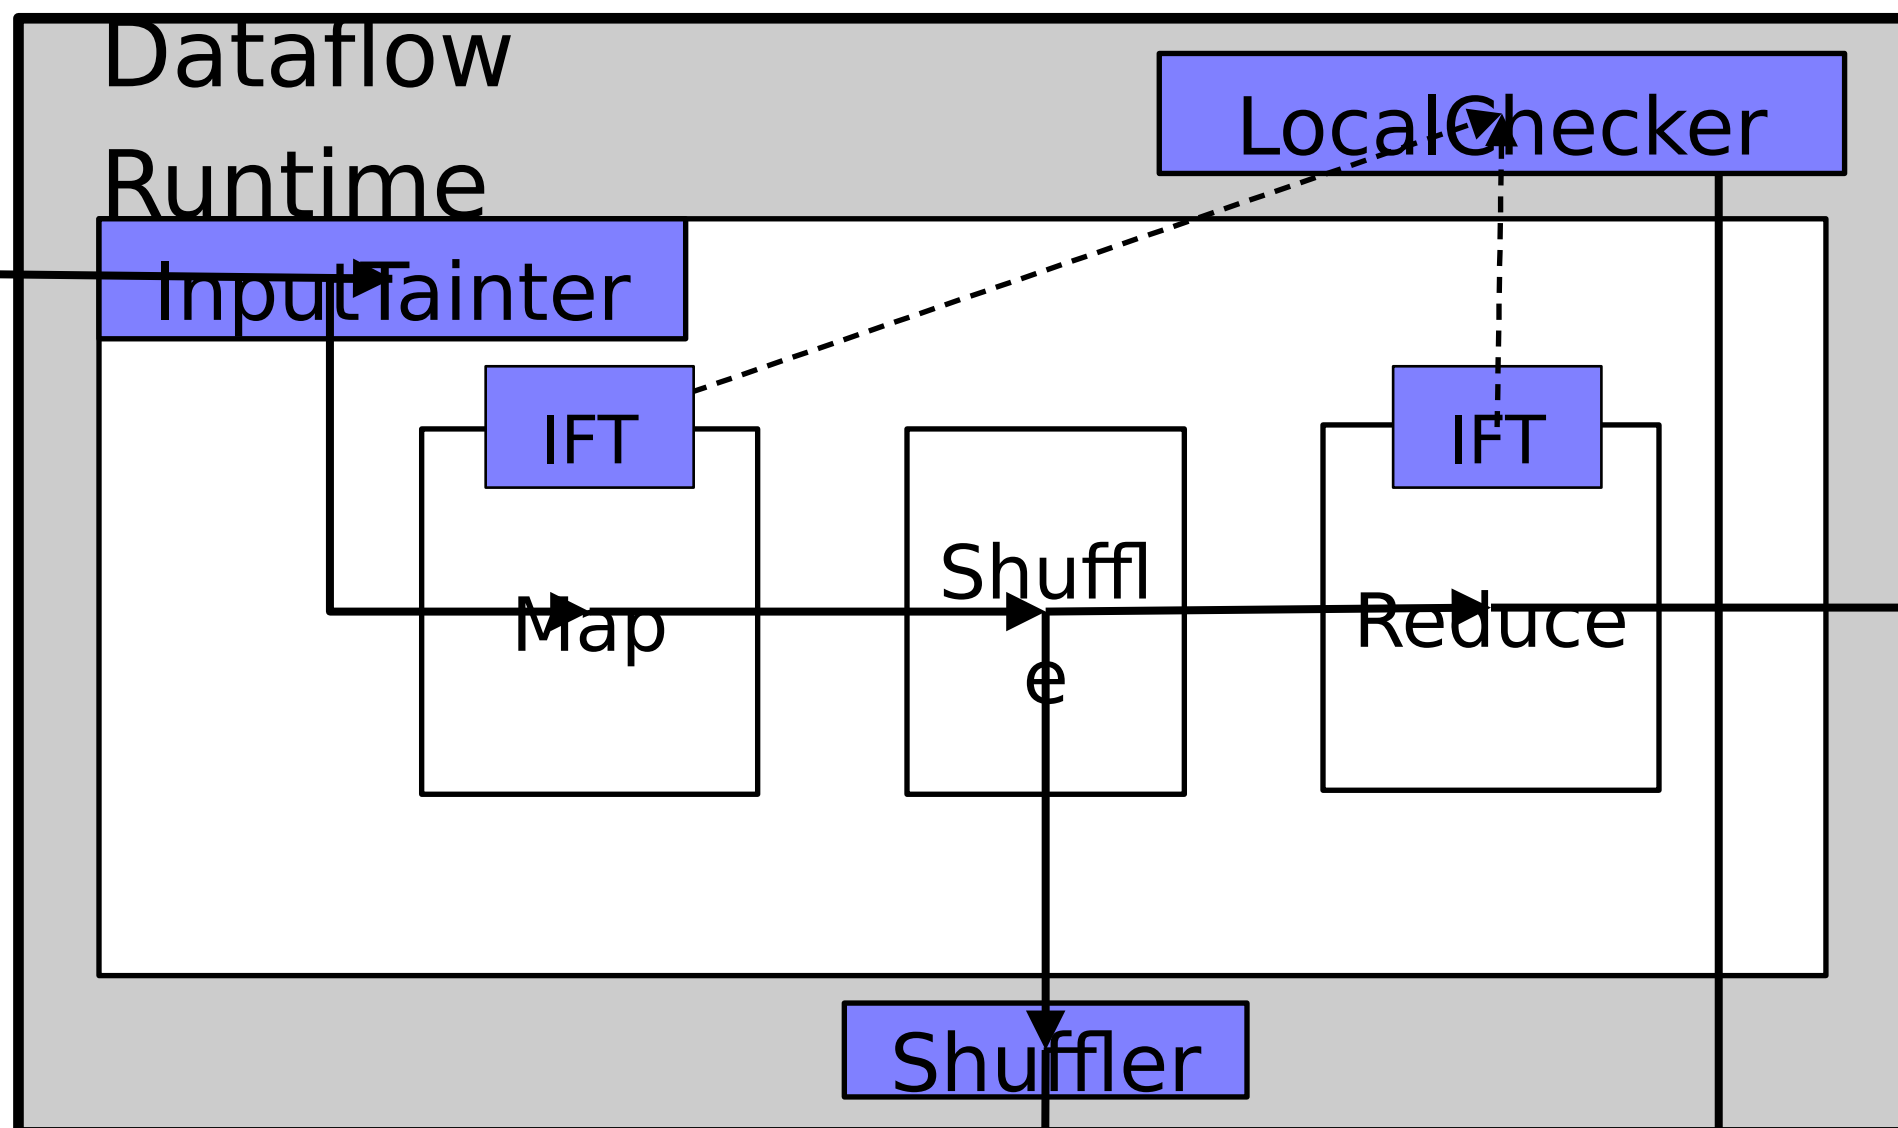 Dataflow
Runtime
LocalChecker
InputTainter
IFT
IFT
Shuffl
e
Map
Reduce
Shuffler